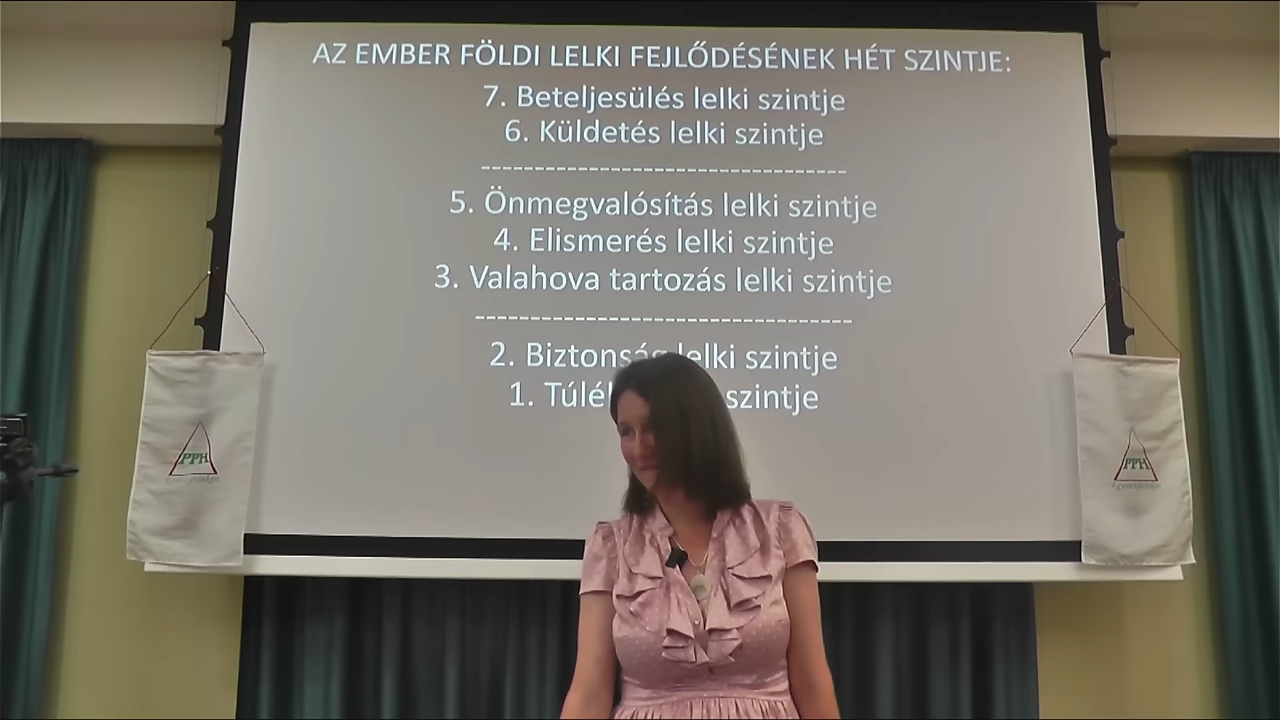 AZ EMBER FÖLDI LELKI FEJLŐDÉSÉNEK HÉT SZINTJE:
7. Beteljesülés lelki szintje
6. Küldetés lelki szintje
----------------------------------
5. Önmegvalósítás lelki szintje
4. Elismerés lelki szintje
3. Valahova tartozás lelki szintje
-----------------------------------
2. Biztonság lelki szintje
1. szintje
PPH
PPH